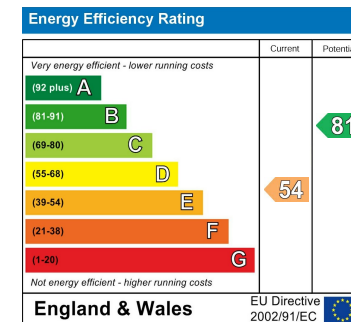 Energy Efficiency Rating
Current Potentia
Very energy efficient - lower running costs
(92 plus) A
(81-91) B
(69-80) C
(55-68) D
(39-54) E
(21-38) F
(1-20) G
54
81
Not energy efficient - higher running costs
England & Wales
EU Directive
2002/91/EC